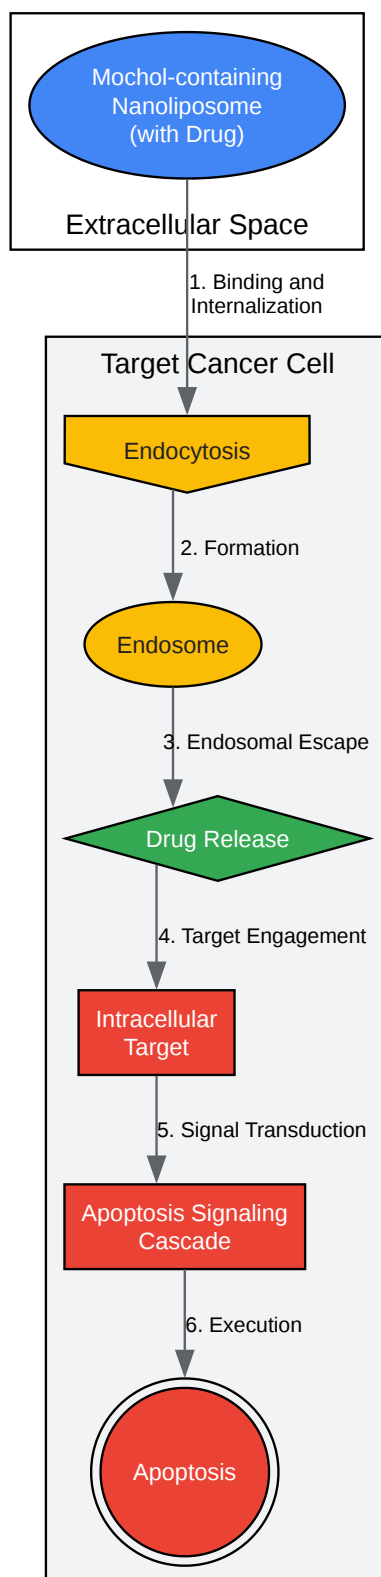 Mochol-containing
Nanoliposome
(with Drug)
Extracellular Space
1. Binding and
Internalization
Target Cancer Cell
Endocytosis
2. Formation
Endosome
3. Endosomal Escape
Drug Release
4. Target Engagement
Intracellular
Target
5. Signal Transduction
Apoptosis Signaling
Cascade
6. Execution
Apoptosis